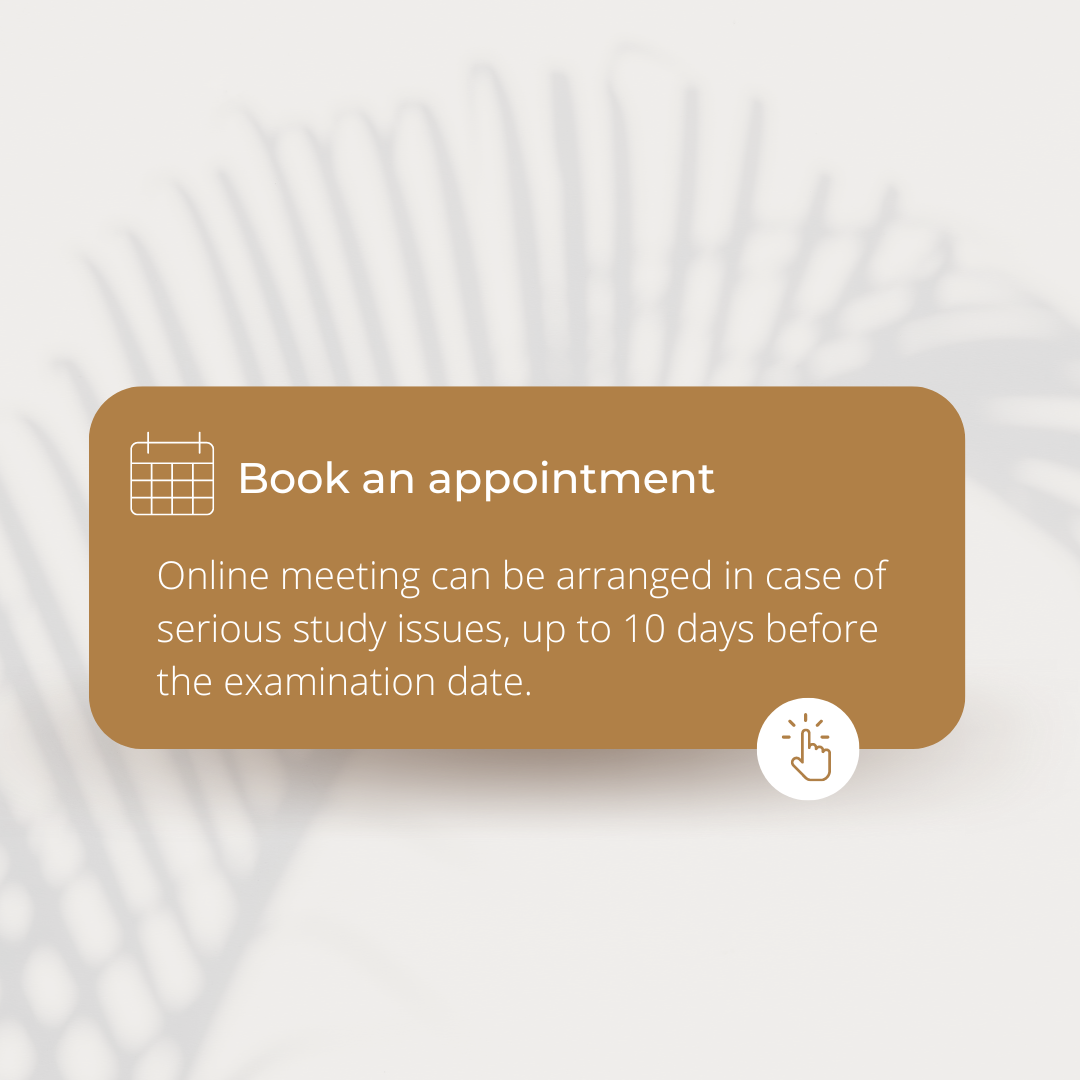 Book an appointment
Online meeting can be arranged in case of
serious study issues, up to 10 days before
the examination date.